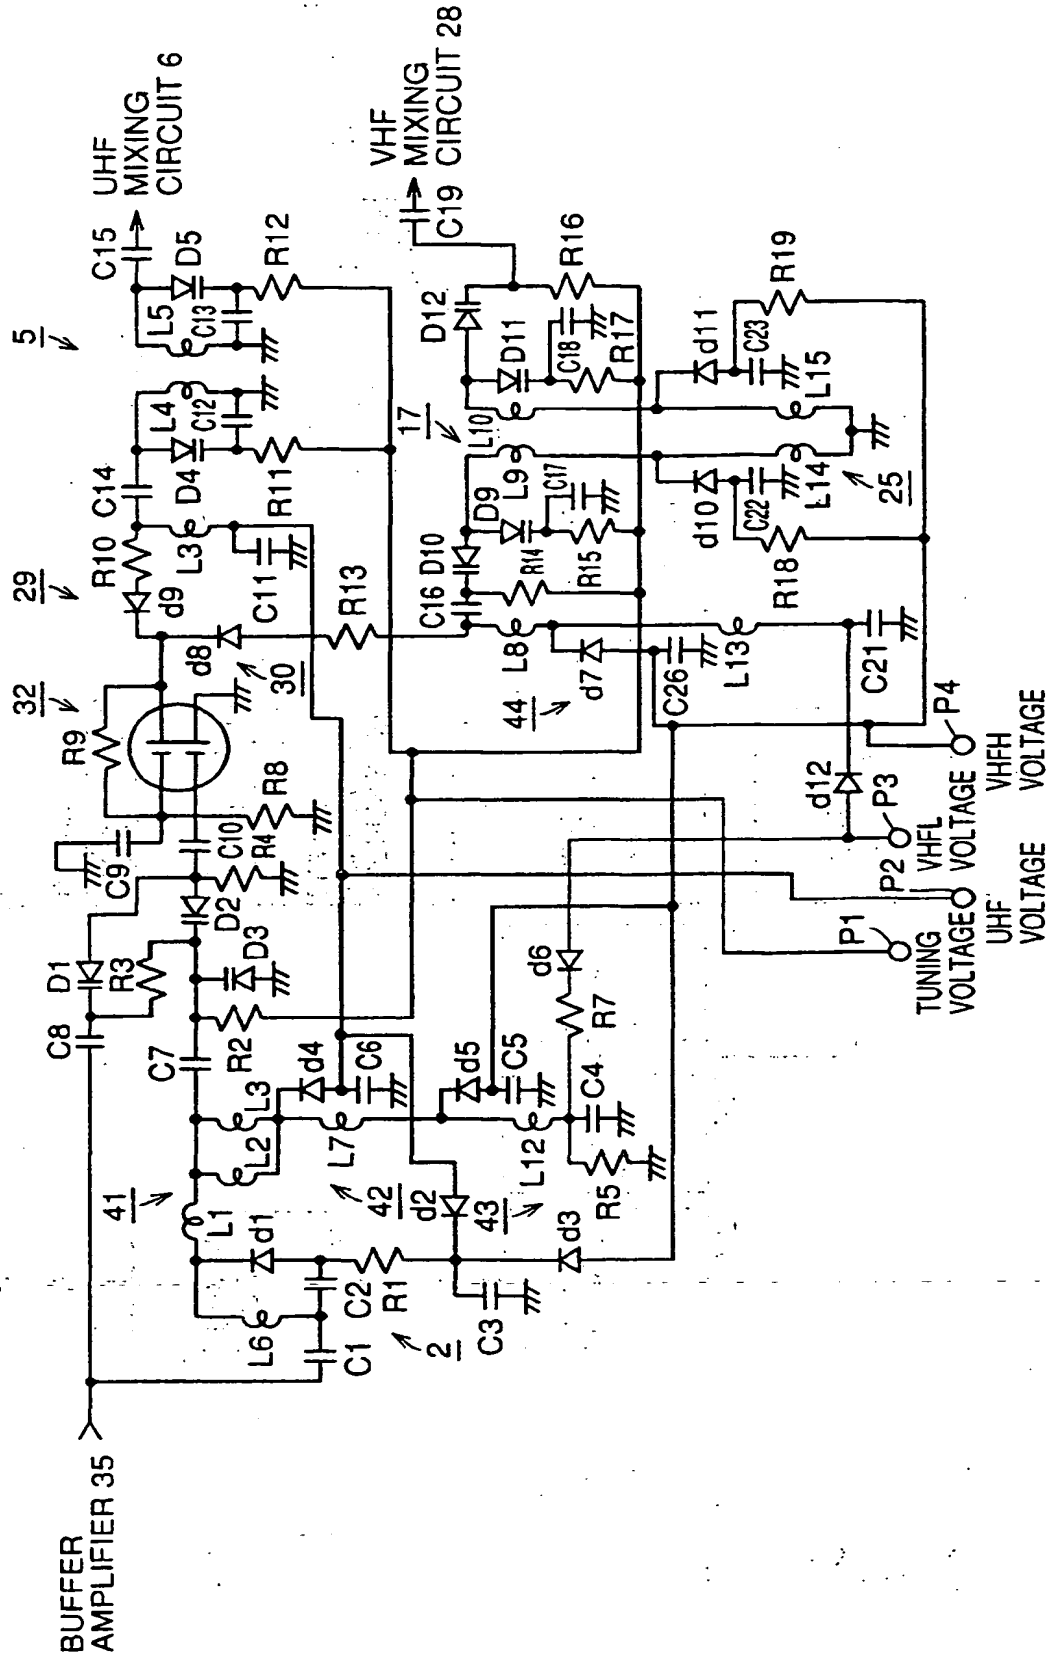 BUFFER
AMPLIFIER 35
C8
D1
R3
C9
R9
32
29
5
UHF
MIXING
CIRCUIT 6
C15
D5
L5
C13
R12
L4
C12
D4
R11
C14
R10
d9
L3
C11
d8
30
R13
R8
C10
R4
D2
D3
C7
R2
41
L1
L2
L3
d4
C6
L7
42
d1
L6
C1
C2
R1
2
C3
d2
43
d3
d5
C5
L12
C4
R5
R7
d6
VHF
MIXING
CIRCUIT 28
C19
D12
R16
D11
C18
R17
17
L10
L9
D9
C17
D10
R14
R15
C16
L8
d7
44
C26
L13
C21
d10
C22
R18
L14
25
d11
C23
L15
R19
d12
P1
TUNING
VOLTAGE
P2
UHF
VOLTAGE
P3
VHFL
VOLTAGE
P4
VHFH
VOLTAGE